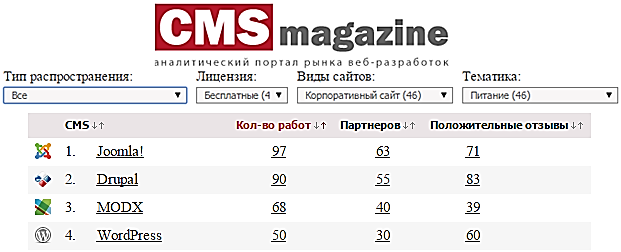 CMS magazine
аналитический портал рынка веб-разработок
Тип распространения: Лицензия: Виды сайтов: Тематика:
Все Бесплатные (4 Корпоративный сайт (46) Питание (46)
CMS ↓↑ Кол-во работ ↓↑ Партнеров ↓↑ Положительные отзывы ↓↑
1. Joomla! 97 63 71
2. Drupal 90 55 83
3. MODX 68 40 39
4. WordPress 50 30 60